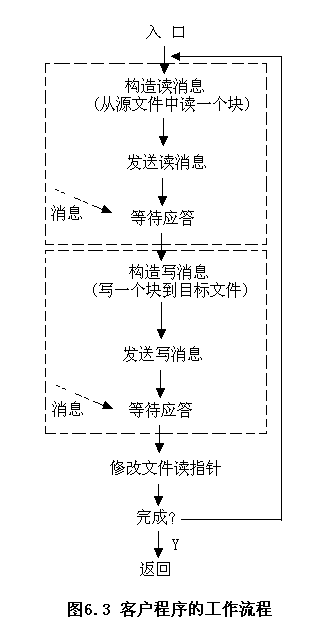 入 口
构造读消息
(从源文件中读一个块)
发送读消息
消息
等待应答
构造写消息
(写一个块到目标文件)
发送写消息
消息
等待应答
修改文件读指针
完成?
Y
返回
图6.3 客户程序的工作流程